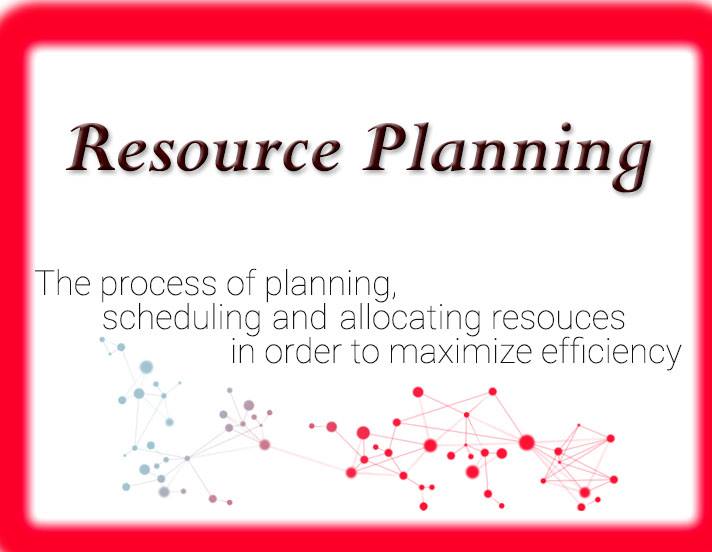 Resource Planning
The process of planning,
scheduling and allocating resouces
in order to maximize efficiency